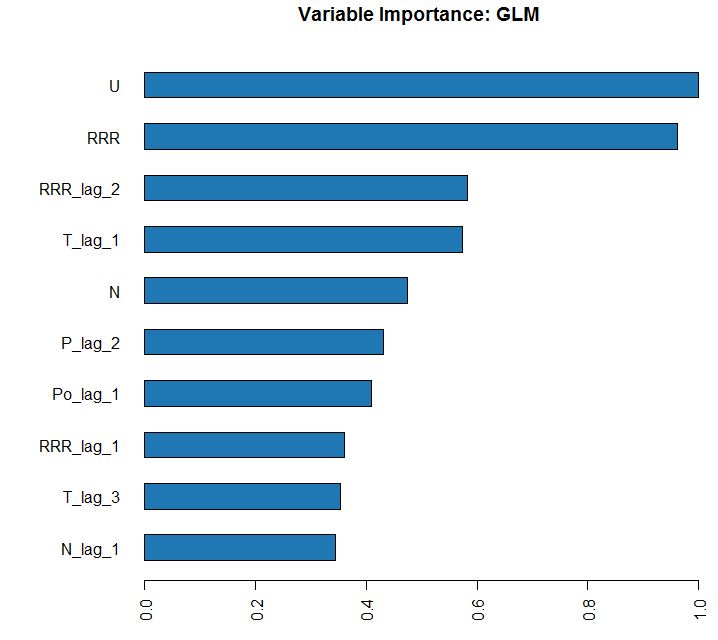 Variable Importance: GLM
U
RRR
RRR_lag_2
T_lag_1
N
P_lag_2
Po_lag_1
RRR_lag_1
T_lag_3
N_lag_1
0.0 0.2 0.4 0.6 0.8 1.0